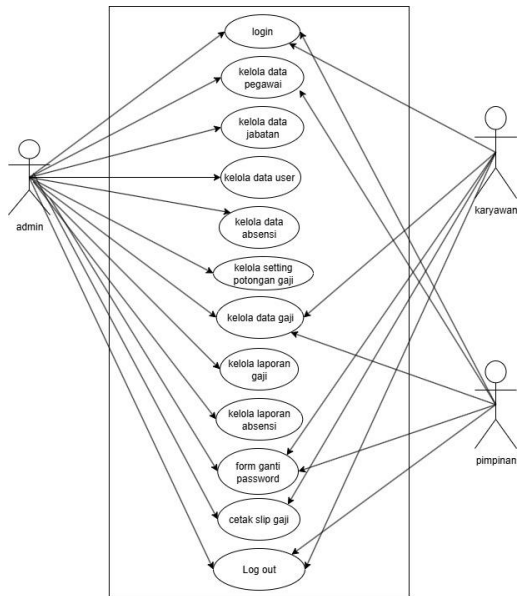 login
kelola data
pegawai
kelola data
jabatan
kelola data user
admin
karyawan
kelola data
absensi
kelola setting
potongan gaji
kelola data gaji
kelola laporan
gaji
kelola laporan
absensi
pimpinan
form ganti
password
cetak slip gaji
Log out